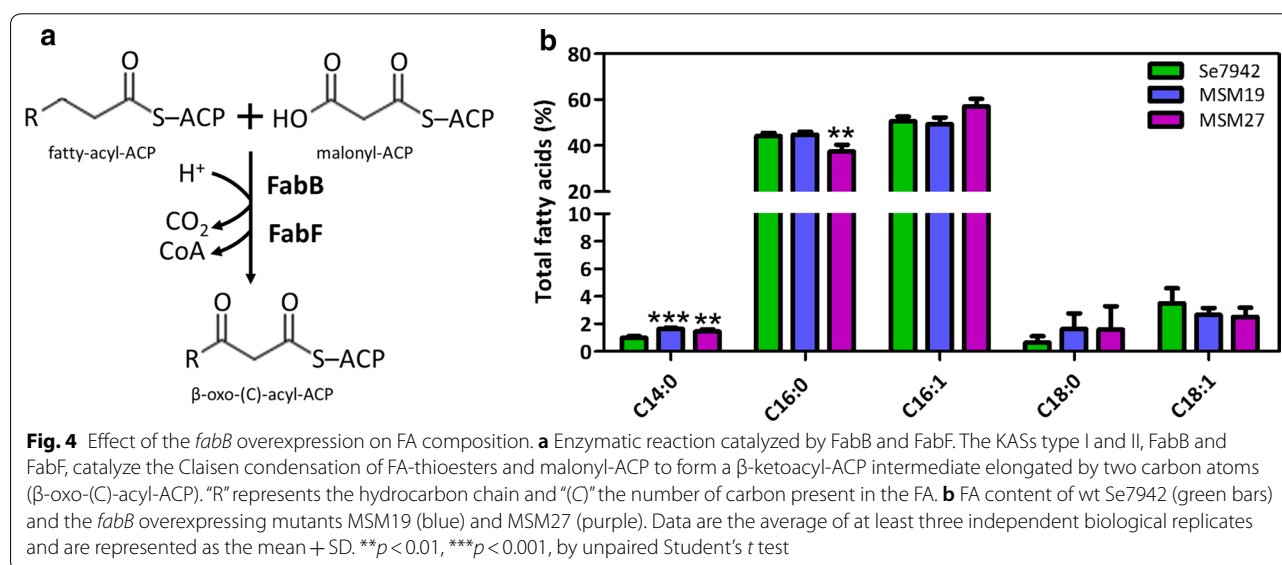 a
O
R
S–ACP
fatty-acyl-ACP
+
O O
HO
S–ACP
malonyl-ACP
H⁺
FabB
CO₂
FabF
CoA
O O
R
S–ACP
β-oxo-(C)-acyl-ACP
b
Total fatty acids (%)
80
60
40
20
10
8
6
4
2
0
Se7942
MSM19
MSM27
***
**
**
C14:0
C16:0
C16:1
C18:0
C18:1
Fig. 4 Effect of the fabB overexpression on FA composition. a Enzymatic reaction catalyzed by FabB and FabF. The KASs type I and II, FabB and
FabF, catalyze the Claisen condensation of FA-thioesters and malonyl-ACP to form a β-ketoacyl-ACP intermediate elongated by two carbon atoms
(β-oxo-(C)-acyl-ACP). “R” represents the hydrocarbon chain and “(C)” the number of carbon present in the FA. b FA content of wt Se7942 (green bars)
and the fabB overexpressing mutants MSM19 (blue) and MSM27 (purple). Data are the average of at least three independent biological replicates
and are represented as the mean + SD. **p < 0.01, ***p < 0.001, by unpaired Student’s t test